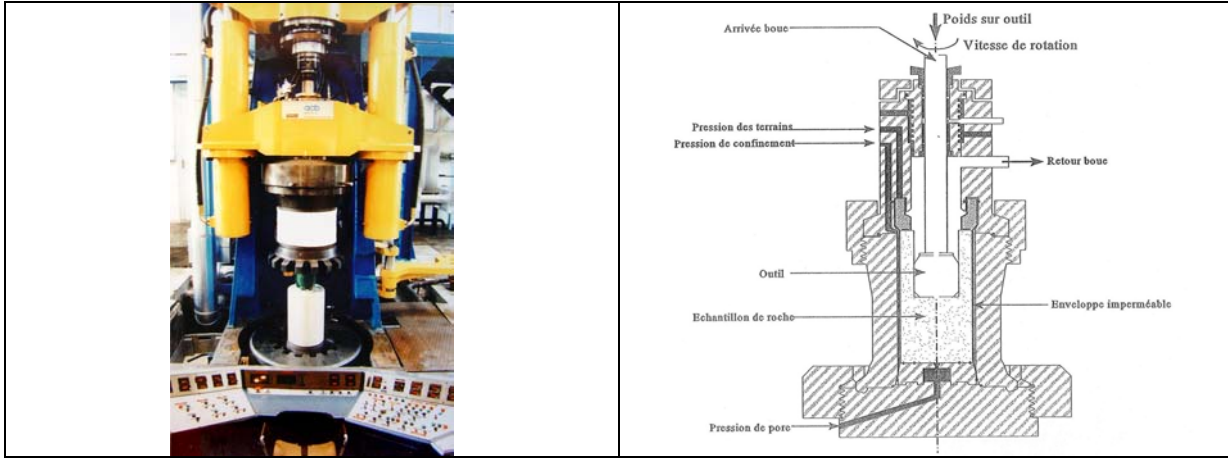 acb
Poids sur outil
Arrivée boue
Vitesse de rotation
Pression des terrains
Pression de confinement
Retour boue
Outil
Enveloppe imperméable
Echantillon de roche
Pression de pore